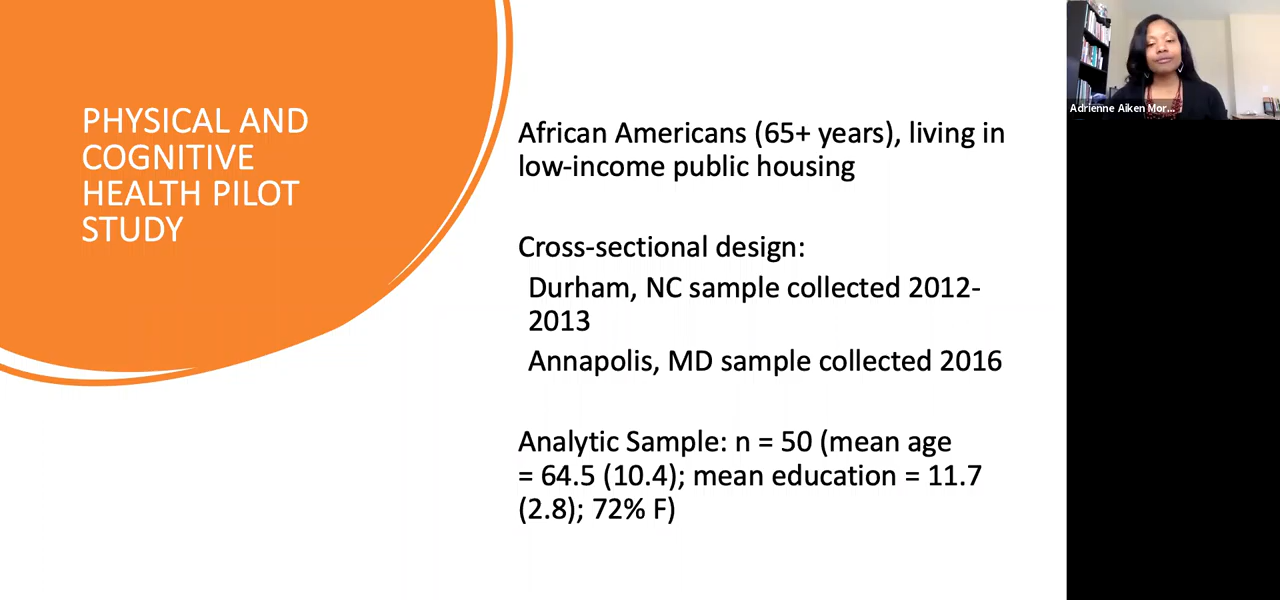 PHYSICAL AND
COGNITIVE
HEALTH PILOT
STUDY
African Americans (65+ years), living in
low-income public housing
Cross-sectional design:
Durham, NC sample collected 2012-
2013
Annapolis, MD sample collected 2016
Analytic Sample: n = 50 (mean age
= 64.5 (10.4); mean education = 11.7
(2.8); 72% F)
Adrienne Aiken Mor...